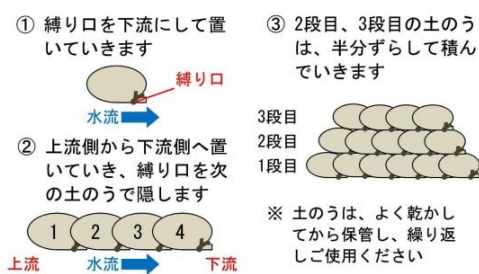 ① 縛り口を下流にして置
いていきます
縛り口
水流
② 上流側から下流側へ置
いていき、縛り口を次
の土のうで隠します
1 2 3 4
上流 水流 下流
③ 2段目、3段目の土のう
は、半分ずらして積ん
でいきます
3段目
2段目
1段目
※ 土のうは、よく乾かし
てから保管し、繰り返
しご使用ください